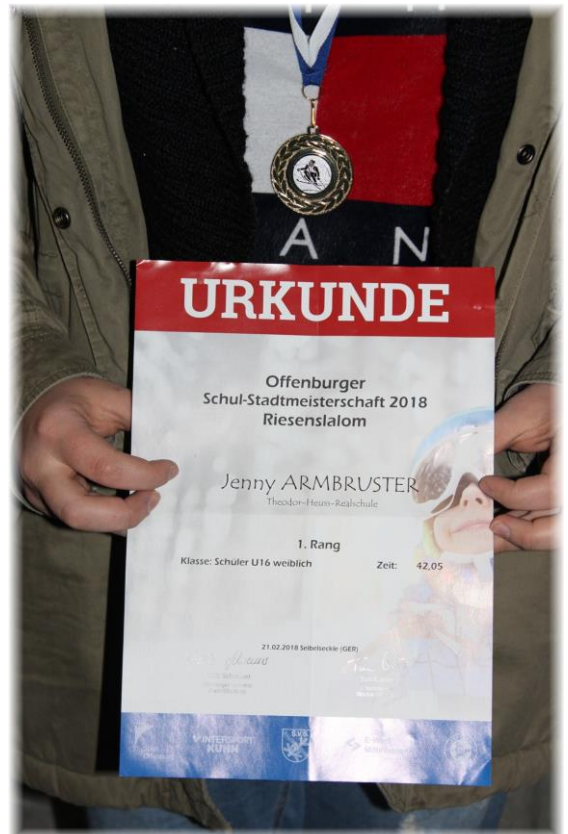 A N
URKUNDE
Offenburger
Schul-Stadtmeisterschaft 2018
Riesenslalom
Jenny ARMBRUSTER
Theodor-Heuss-Realschule
1. Rang
Klasse: Schüler U16 weiblich Zeit: 42,05
21.02.2018 Seibelseckle (GER)
INTERSPORT
KUHN